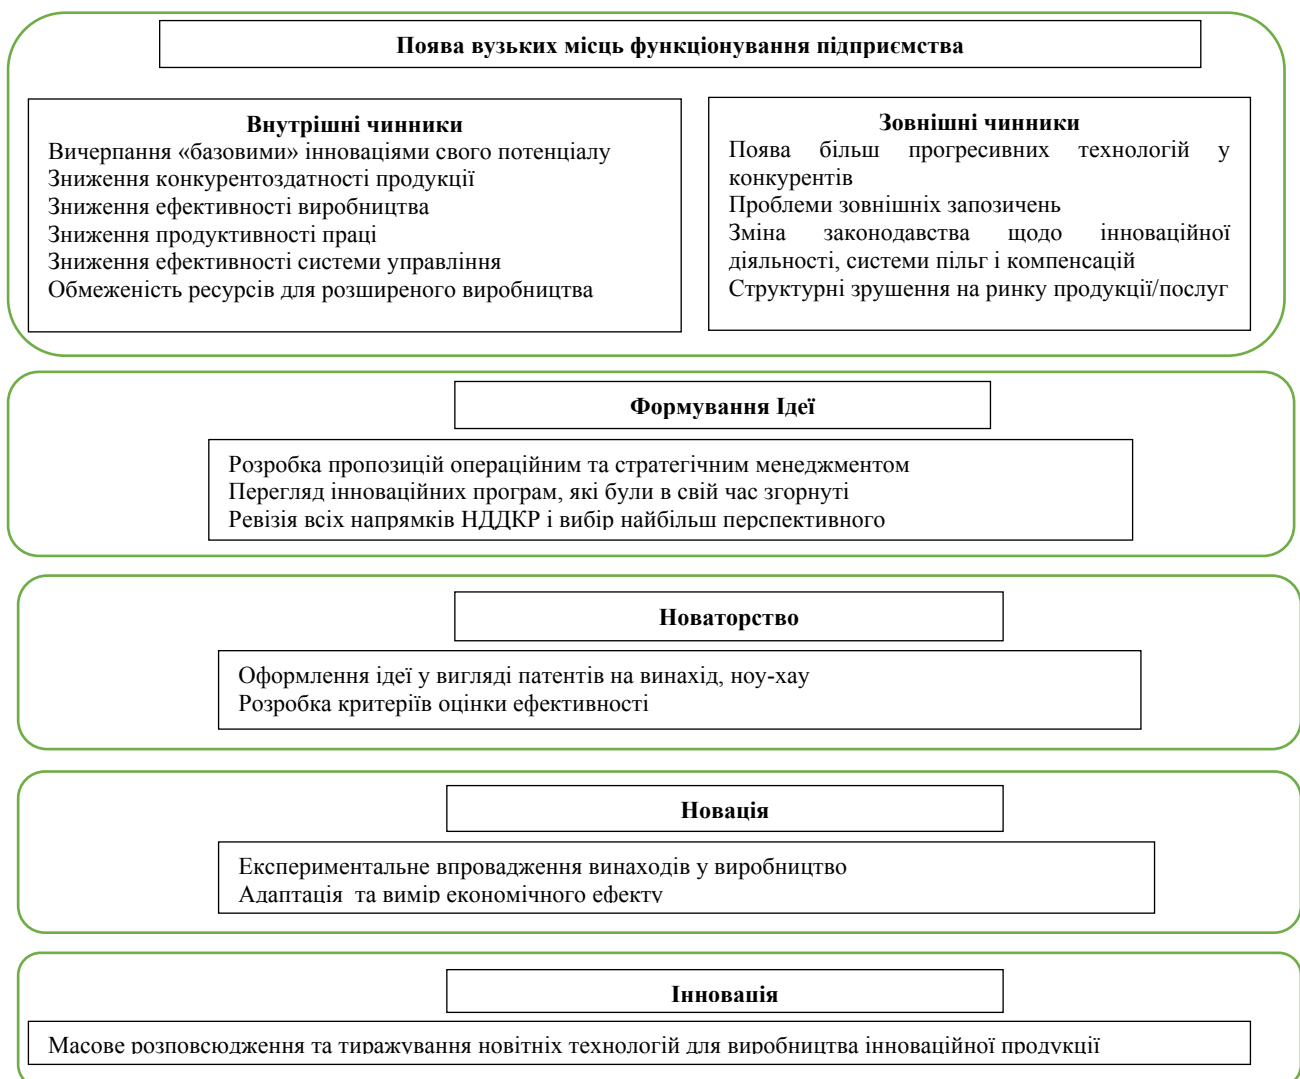 Поява вузьких місць функціонування підприємства
Внутрішні чинники
Вичерпання «базовими» інноваціями свого потенціалу
Зниження конкурентоздатності продукції
Зниження ефективності виробництва
Зниження продуктивності праці
Зниження ефективності системи управління
Обмеженість ресурсів для розширеного виробництва
Зовнішні чинники
Поява більш прогресивних технологій у
конкурентів
Проблеми зовнішніх запозичень
Зміна законодавства щодо інноваційної
діяльності, системи пільг і компенсацій
Структурні зрушення на ринку продукції/послуг
Формування Ідеї
Розробка пропозицій операційним та стратегічним менеджментом
Перегляд інноваційних програм, які були в свій час згорнуті
Ревізія всіх напрямків НДДКР і вибір найбільш перспективного
Новаторство
Оформлення ідеї у вигляді патентів на винахід, ноу-хау
Розробка критеріїв оцінки ефективності
Новація
Експериментальне впровадження винаходів у виробництво
Адаптація та вимір економічного ефекту
Інновація
Масове розповсюдження та тиражування новітніх технологій для виробництва інноваційної продукції